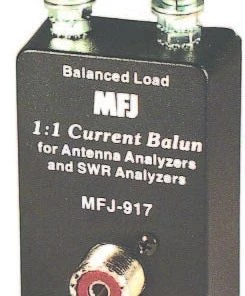 Balanced Load
MFJ
1:1 Current Balun
for Antenna Analyzers
and SWR Analyzers
MFJ-917